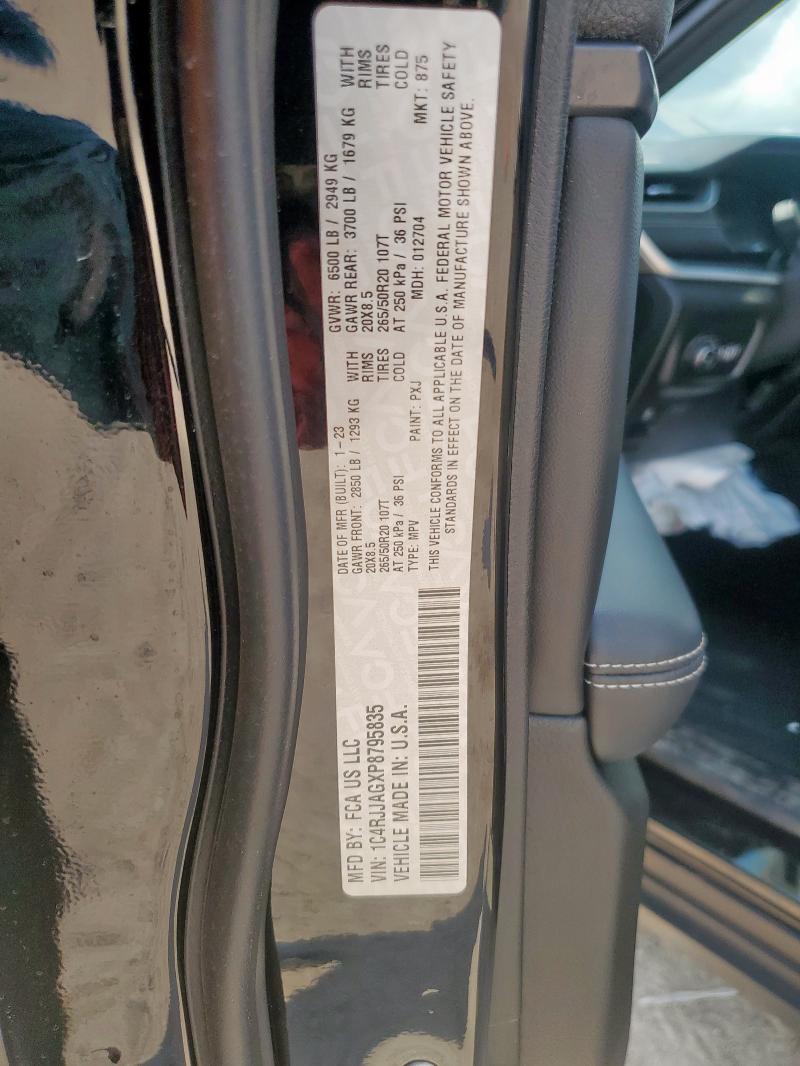 MFD BY: FCA US LLC
VIN: 1C4RJJAGXP8795835
VEHICLE MADE IN: U.S.A.
DATE OF MFR (BUILT): 1-23 GVWR: 6500 LB / 2949 KG
GAWR FRONT: 2850 LB / 1293 KG WITH GAWR REAR: 3700 LB / 1679 KG WITH
20X8.5 RIMS 20X8.5 RIMS
265/50R20 107T TIRES 265/50R20 107T TIRES
AT 250 kPa / 36 PSI COLD AT 250 kPa / 36 PSI COLD
TYPE: MPV PAINT: PXJ MDH: 012704 MKT: 875
THIS VEHICLE CONFORMS TO ALL APPLICABLE U.S.A. FEDERAL MOTOR VEHICLE SAFETY
STANDARDS IN EFFECT ON THE DATE OF MANUFACTURE SHOWN ABOVE.